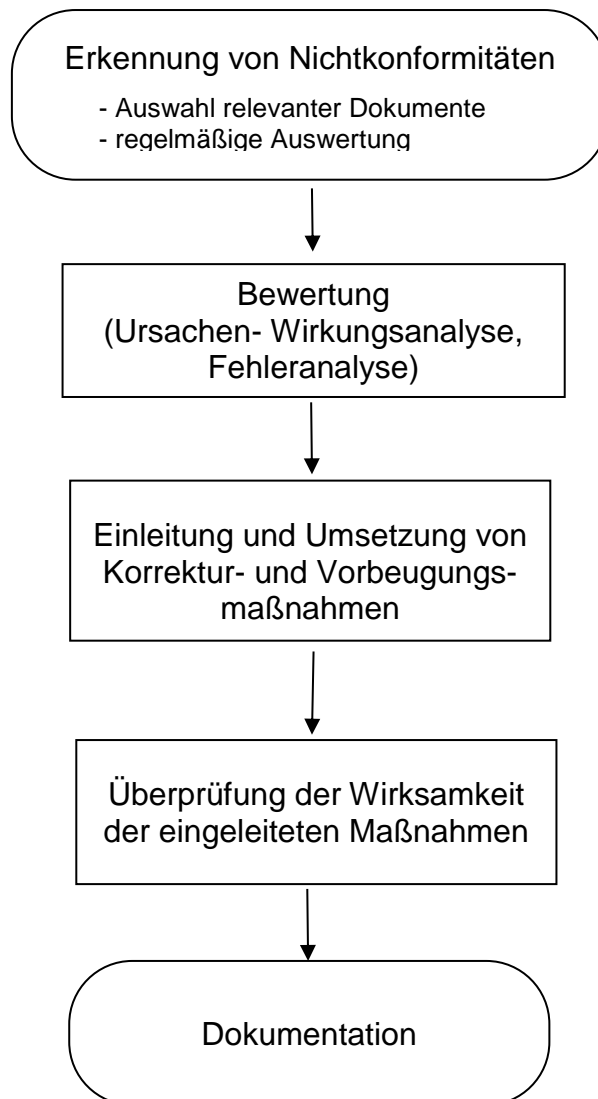 Erkennung von Nichtkonformitäten
- Auswahl relevanter Dokumente
- regelmäßige Auswertung
Bewertung
(Ursachen- Wirkungsanalyse,
Fehleranalyse)
Einleitung und Umsetzung von
Korrektur- und Vorbeugungs-
maßnahmen
Überprüfung der Wirksamkeit
der eingeleiteten Maßnahmen
Dokumentation